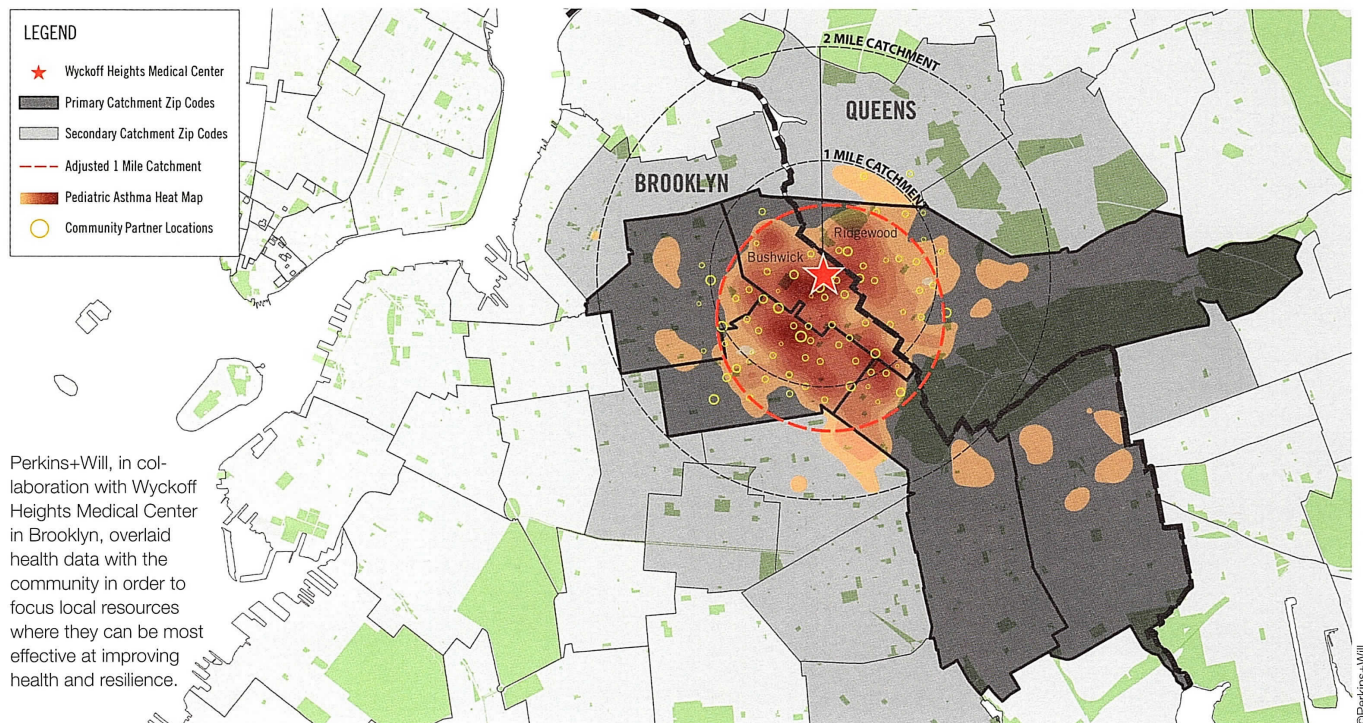 LEGEND
Wyckoff Heights Medical Center
Primary Catchment Zip Codes
Secondary Catchment Zip Codes
Adjusted 1 Mile Catchment
Pediatric Asthma Heat Map
Community Partner Locations
2 MILE CATCHMENT
QUEENS
1 MILE CATCHMENT
BROOKLYN
Ridgewood
Bushwick
Perkins+Will, in col-
laboration with Wyckoff
Heights Medical Center
in Brooklyn, overlaid
health data with the
community in order to
focus local resources
where they can be most
effective at improving
health and resilience.
©Perkins+Will